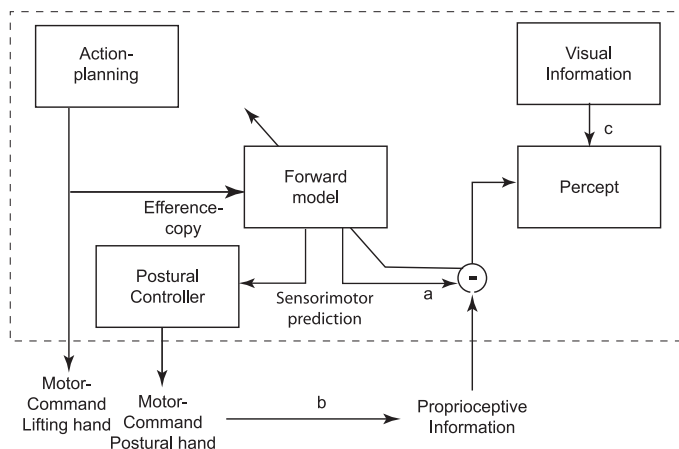 Action-
planning
Visual
Information
c
Forward
model
Percept
Efference-
copy
Postural
Controller
Sensorimotor
prediction
a
-
Motor-
Command
Lifting hand
Motor-
Command
Postural hand
b
Proprioceptive
Information